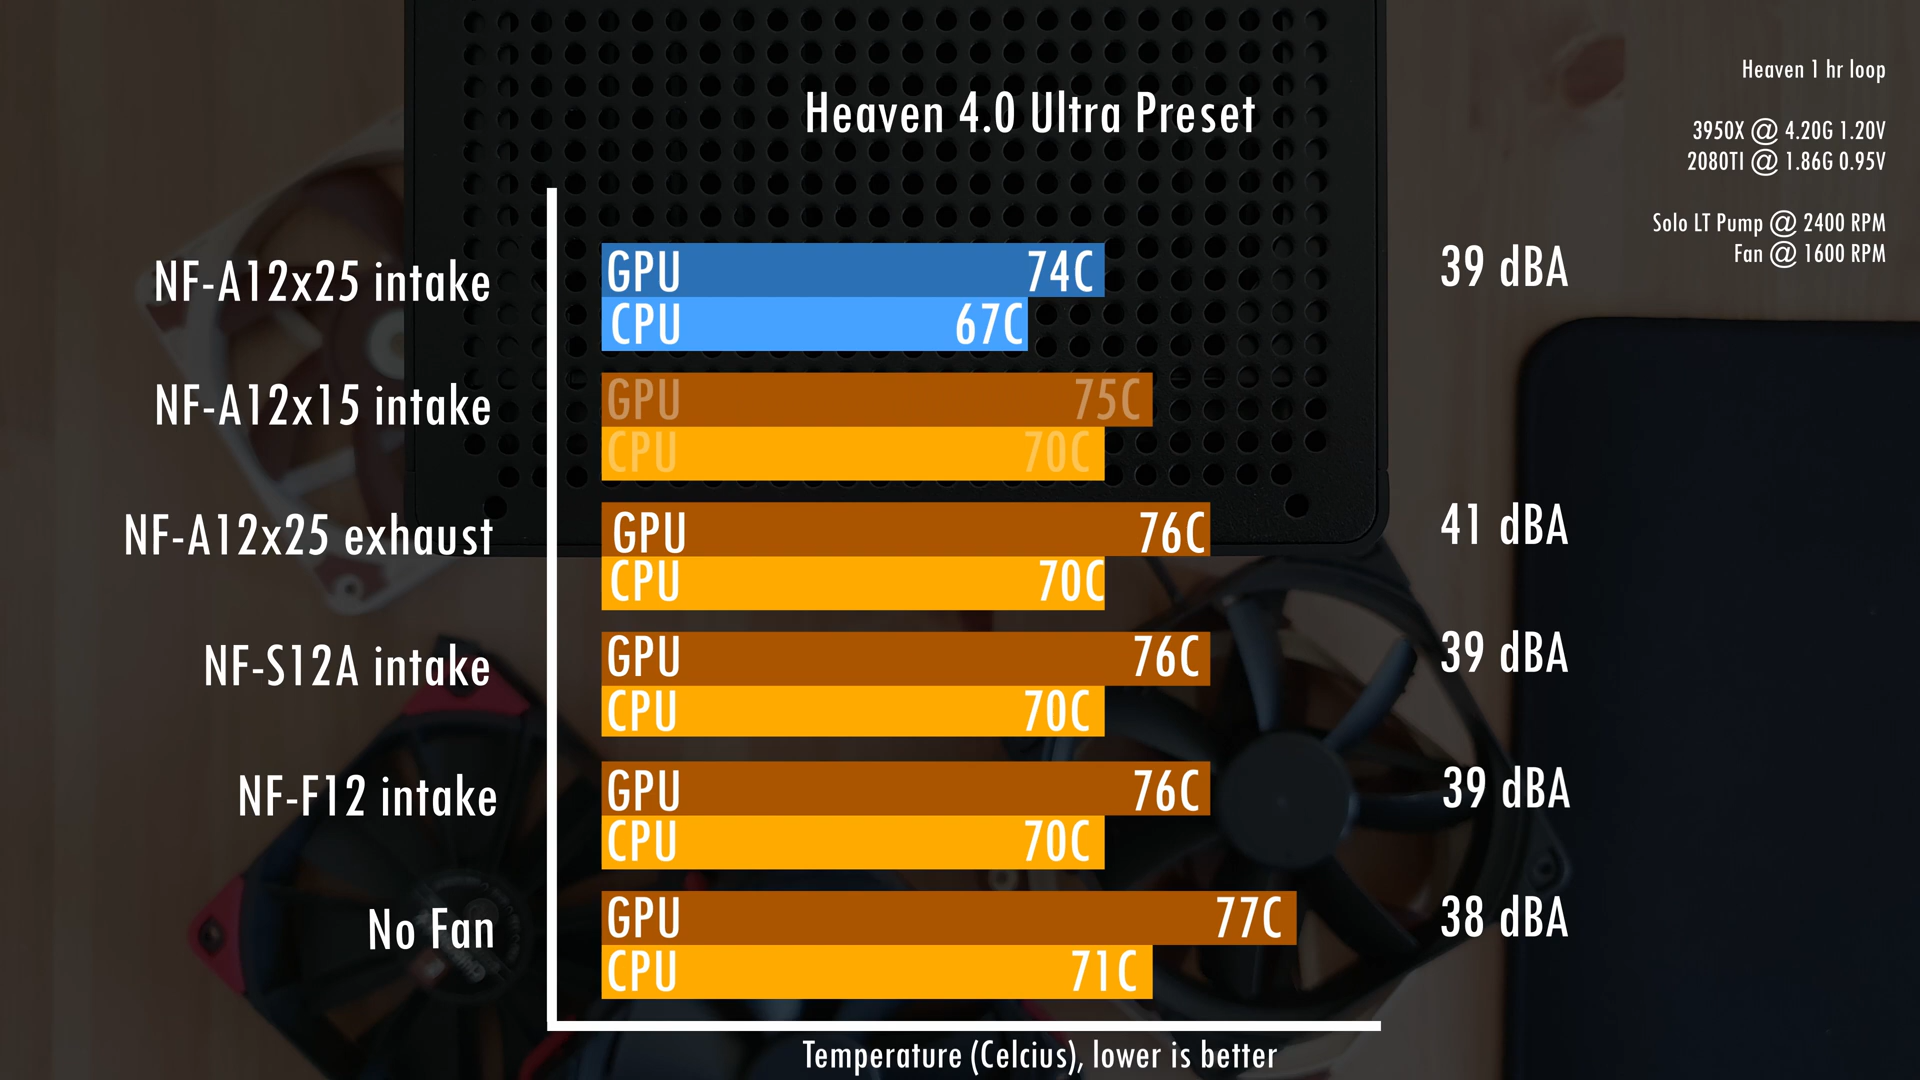 Heaven 1 hr loop
3950X @ 4.20G 1.20V
2080TI @ 1.86G 0.95V
Solo LT Pump @ 2400 RPM
Fan @ 1600 RPM
Heaven 4.0 Ultra Preset
NF-A12x25 intake
GPU 74C
CPU 67C
39 dBA
NF-A12x15 intake
GPU 75C
CPU 70C
NF-A12x25 exhaust
GPU 76C
CPU 70C
41 dBA
NF-S12A intake
GPU 76C
CPU 70C
39 dBA
NF-F12 intake
GPU 76C
CPU 70C
39 dBA
No Fan
GPU 77C
CPU 71C
38 dBA
Temperature (Celcius), lower is better